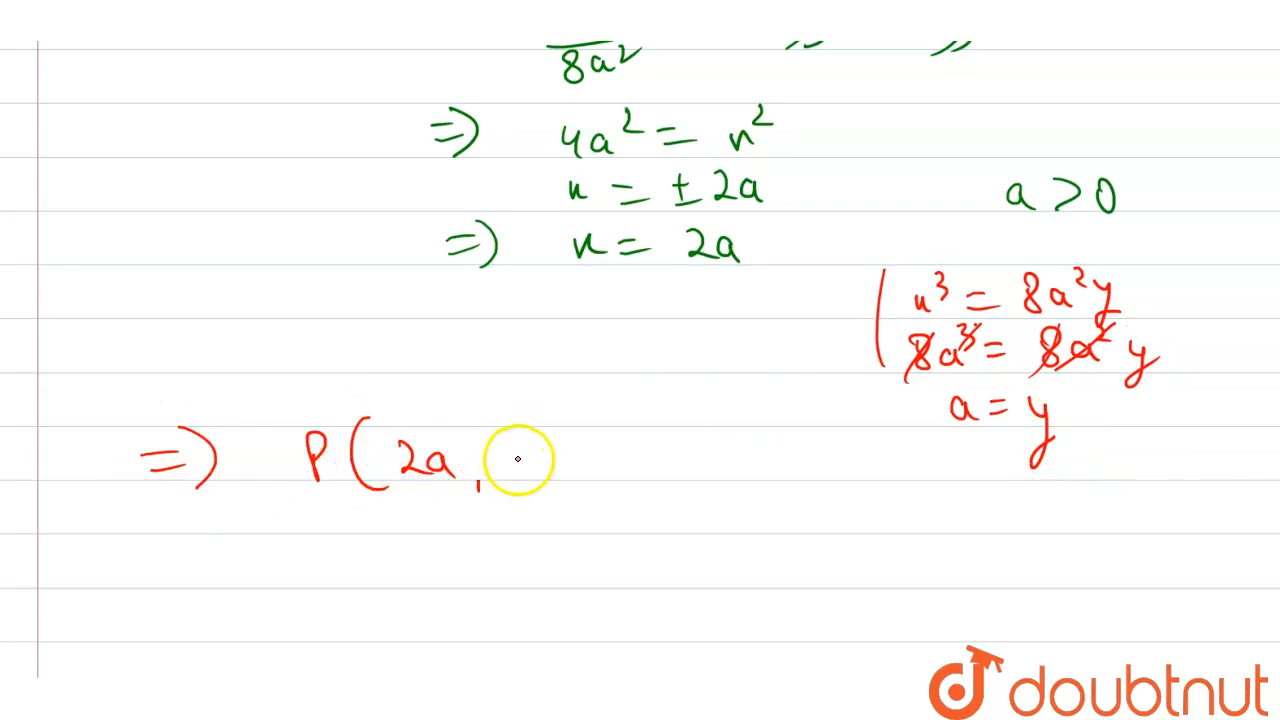 8a²
=> 4a² = x²
x = ± 2a
a > 0
=> x = 2a
x³ = 8a²y
8a³ = 8a² y
a = y
=> P ( 2a ,
doubtnut